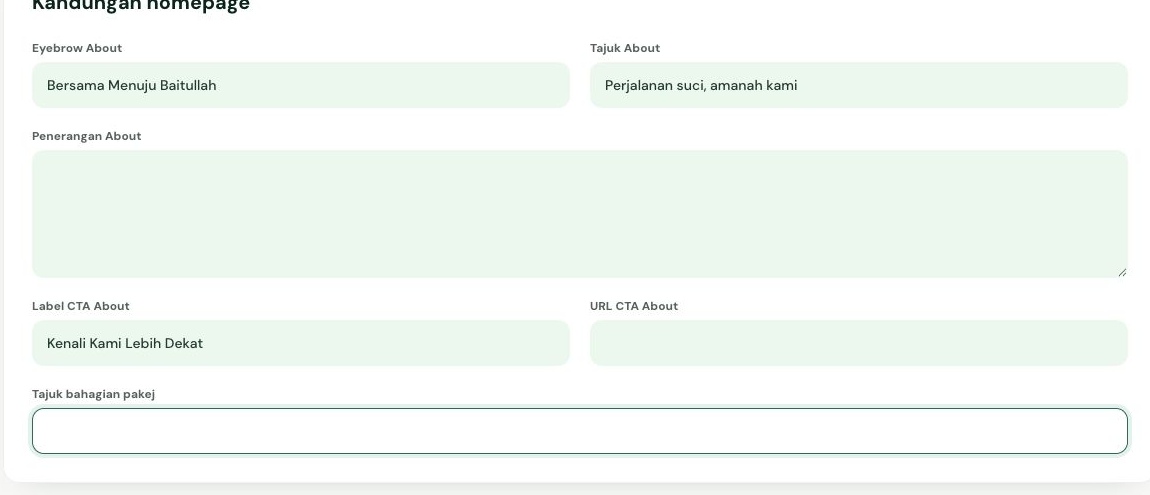 Kandungan homepage
Eyebrow About
Tajuk About
Bersama Menuju Baitullah
Perjalanan suci, amanah kami
Penerangan About
Label CTA About
URL CTA About
Kenali Kami Lebih Dekat
Tajuk bahagian pakej